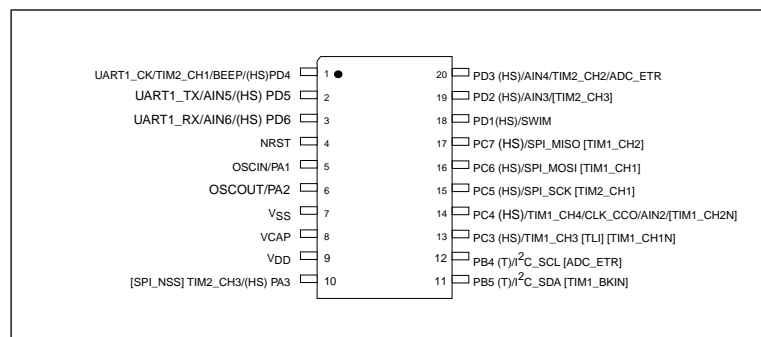 UART1_CK/TIM2_CH1/BEEP/(HS)PD4 1 20 PD3 (HS)/AIN4/TIM2_CH2/ADC_ETR
UART1_TX/AIN5/(HS) PD5 2 19 PD2 (HS)/AIN3/[TIM2_CH3]
UART1_RX/AIN6/(HS) PD6 3 18 PD1(HS)/SWIM
NRST 4 17 PC7 (HS)/SPI_MISO [TIM1_CH2]
OSCIN/PA1 5 16 PC6 (HS)/SPI_MOSI [TIM1_CH1]
OSCOUT/PA2 6 15 PC5 (HS)/SPI_SCK [TIM2_CH1]
VSS 7 14 PC4 (HS)/TIM1_CH4/CLK_CCO/AIN2/[TIM1_CH2N]
VCAP 8 13 PC3 (HS)/TIM1_CH3 [TLI] [TIM1_CH1N]
VDD 9 12 PB4 (T)/I²C_SCL [ADC_ETR]
[SPI_NSS] TIM2_CH3/(HS) PA3 10 11 PB5 (T)/I²C_SDA [TIM1_BKIN]